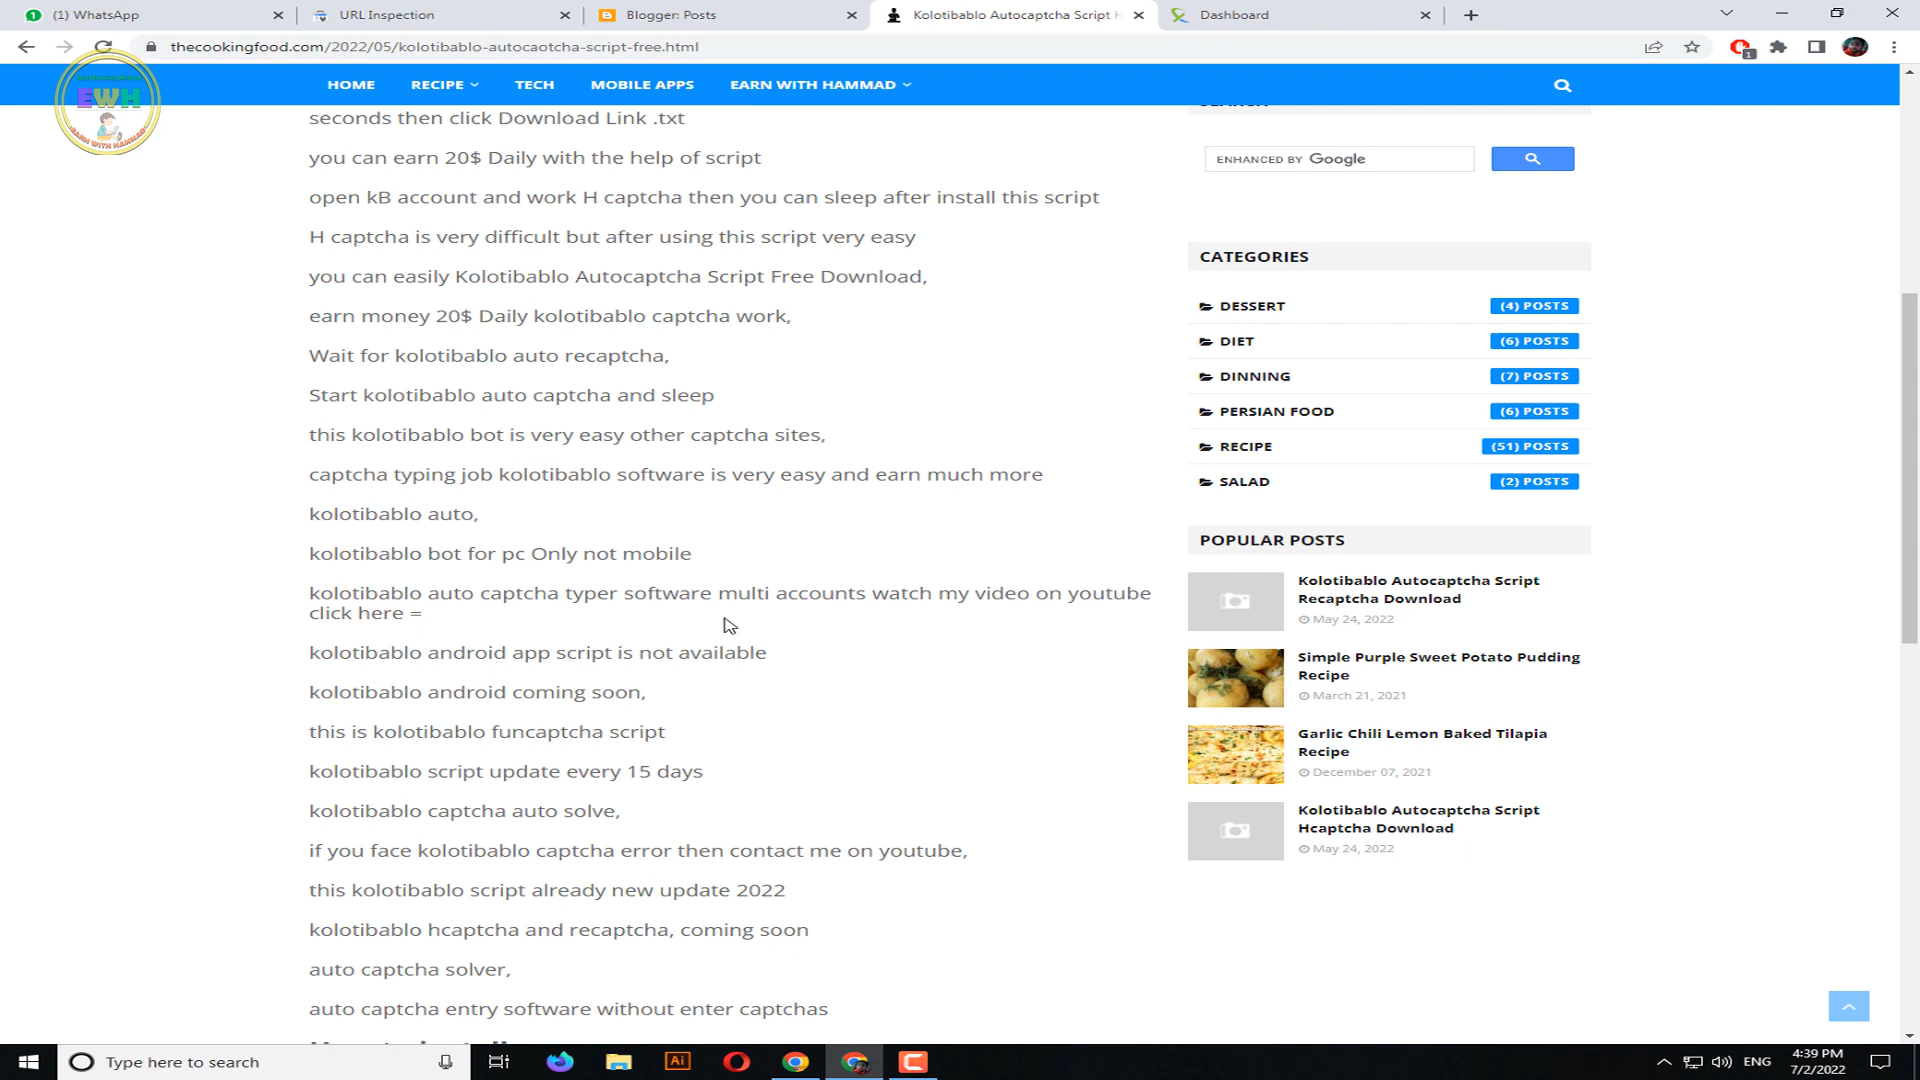 (1) WhatsApp
URL Inspection
Blogger: Posts
Kolotibablo Autocaptcha Script H
Dashboard
thecookingfood.com/2022/05/kolotibablo-autocaotcha-script-free.html
1
EWH
EARN WITH HAMMAD
HOME
RECIPE
TECH
MOBILE APPS
EARN WITH HAMMAD
seconds then click Download Link .txt
you can earn 20$ Daily with the help of script
open kB account and work H captcha then you can sleep after install this script
H captcha is very difficult but after using this script very easy
you can easily Kolotibablo Autocaptcha Script Free Download,
earn money 20$ Daily kolotibablo captcha work,
Wait for kolotibablo auto recaptcha,
Start kolotibablo auto captcha and sleep
this kolotibablo bot is very easy other captcha sites,
captcha typing job kolotibablo software is very easy and earn much more
kolotibablo auto,
kolotibablo bot for pc Only not mobile
kolotibablo auto captcha typer software multi accounts watch my video on youtube
click here =
kolotibablo android app script is not available
kolotibablo android coming soon,
this is kolotibablo funcaptcha script
kolotibablo script update every 15 days
kolotibablo captcha auto solve,
if you face kolotibablo captcha error then contact me on youtube,
this kolotibablo script already new update 2022
kolotibablo hcaptcha and recaptcha, coming soon
auto captcha solver,
auto captcha entry software without enter captchas
SEARCH
ENHANCED BY Google
CATEGORIES
DESSERT (4) POSTS
DIET (6) POSTS
DINNING (7) POSTS
PERSIAN FOOD (6) POSTS
RECIPE (51) POSTS
SALAD (2) POSTS
POPULAR POSTS
Kolotibablo Autocaptcha Script
Recaptcha Download
May 24, 2022
Simple Purple Sweet Potato Pudding
Recipe
March 21, 2021
Garlic Chili Lemon Baked Tilapia
Recipe
December 07, 2021
Kolotibablo Autocaptcha Script
Hcaptcha Download
May 24, 2022
Type here to search
Ai
ENG
4:39 PM
7/2/2022